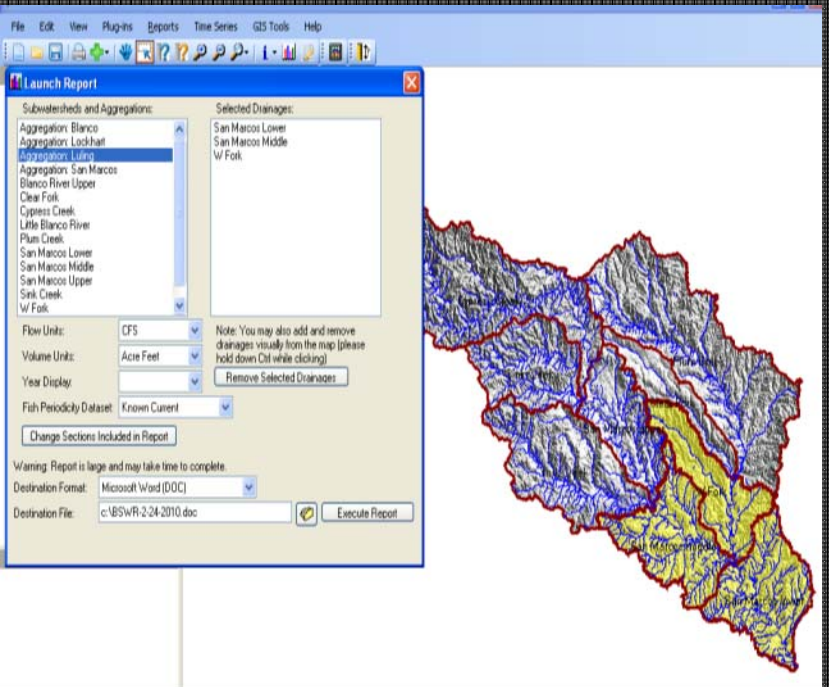 File Edit View Plug-ins Reports Time Series GIS Tools Help
Launch Report
Subwatersheds and Aggregations:
Aggregation: Blanco
Aggregation: Lockhart
Aggregation: Luling
Aggregation: San Marcos
Blanco River Upper
Clear Fork
Cypress Creek
Little Blanco River
Plum Creek
San Marcos Lower
San Marcos Middle
San Marcos Upper
Sink Creek
W Fork
Selected Drainages:
San Marcos Lower
San Marcos Middle
W Fork
Flow Units: CFS
Volume Units: Acre Feet
Year Display:
Note: You may also add and remove
drainages visually from the map (please
hold down Ctrl while clicking)
Remove Selected Drainages
Fish Periodicity Dataset: Known Current
Change Sections Included in Report
Warning: Report is large and may take time to complete.
Destination Format: Microsoft Word (DOC)
Destination File: c:\BSWR-2-24-2010.doc
Execute Report